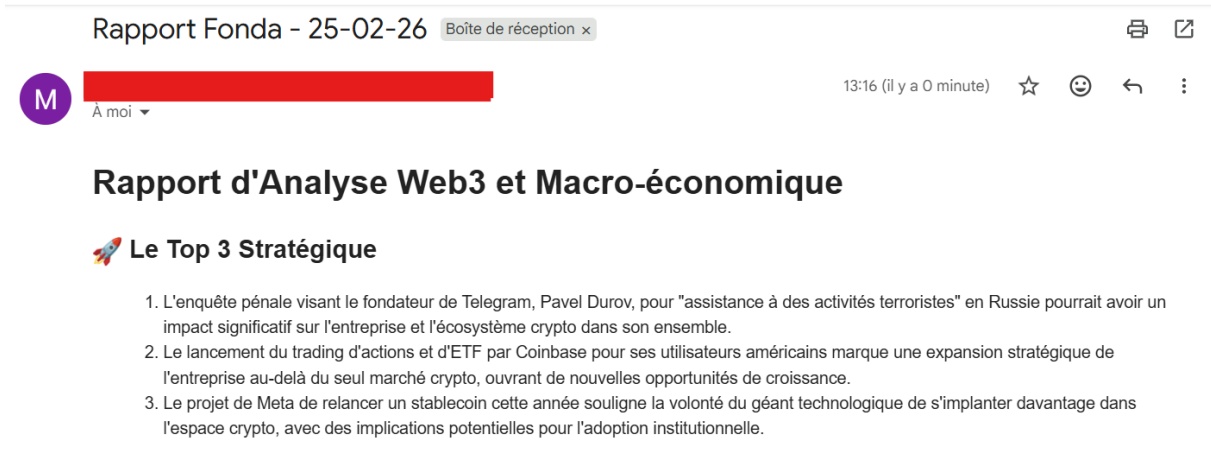 Rapport Fonda - 25-02-26 Boîte de réception ×
M
13:16 (il y a 0 minute)
À moi
Rapport d'Analyse Web3 et Macro-économique
🚀 Le Top 3 Stratégique
1. L'enquête pénale visant le fondateur de Telegram, Pavel Durov, pour "assistance à des activités terroristes" en Russie pourrait avoir un
impact significatif sur l'entreprise et l'écosystème crypto dans son ensemble.
2. Le lancement du trading d'actions et d'ETF par Coinbase pour ses utilisateurs américains marque une expansion stratégique de
l'entreprise au-delà du seul marché crypto, ouvrant de nouvelles opportunités de croissance.
3. Le projet de Meta de relancer un stablecoin cette année souligne la volonté du géant technologique de s'implanter davantage dans
l'espace crypto, avec des implications potentielles pour l'adoption institutionnelle.